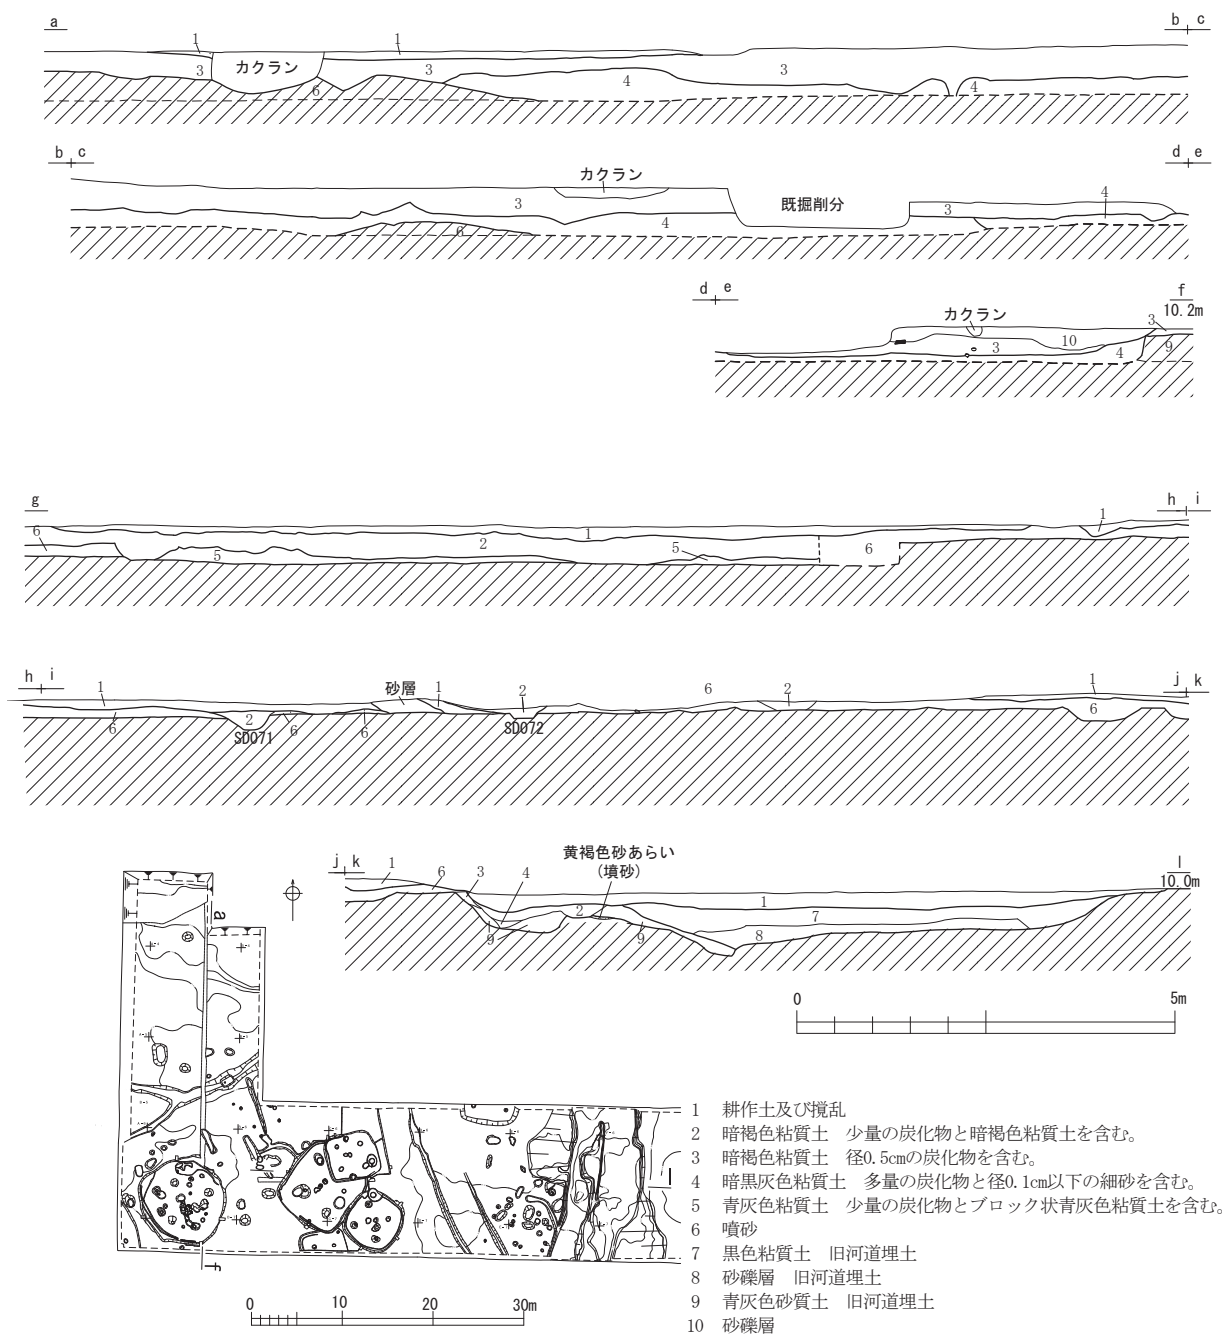 a
b c
1
1
3
カクラン
3
4
3
6
4
b c
d e
カクラン
3
既掘削分
3
4
4
6
d e
f
10.2m
カクラン
3
3
10
4
9
g
h i
6
1
1
2
5
5
6
h i
j k
1
砂層
1
2
6
2
1
6
2
6
6
6
SD071
SD072
j k
l
10.0m
黄褐色砂あらい
(墳砂)
1
6
3
4
1
2
7
9
9
8
0 5m
a
l
f
0 10 20 30m
1 耕作土及び撹乱
2 暗褐色粘質土 少量の炭化物と暗褐色粘質土を含む。
3 暗褐色粘質土 径0.5cmの炭化物を含む。
4 暗黒灰色粘質土 多量の炭化物と径0.1cm以下の細砂を含む。
5 青灰色粘質土 少量の炭化物とブロック状青灰色粘質土を含む。
6 噴砂
7 黒色粘質土 旧河道埋土
8 砂礫層 旧河道埋土
9 青灰色砂質土 旧河道埋土
10 砂礫層